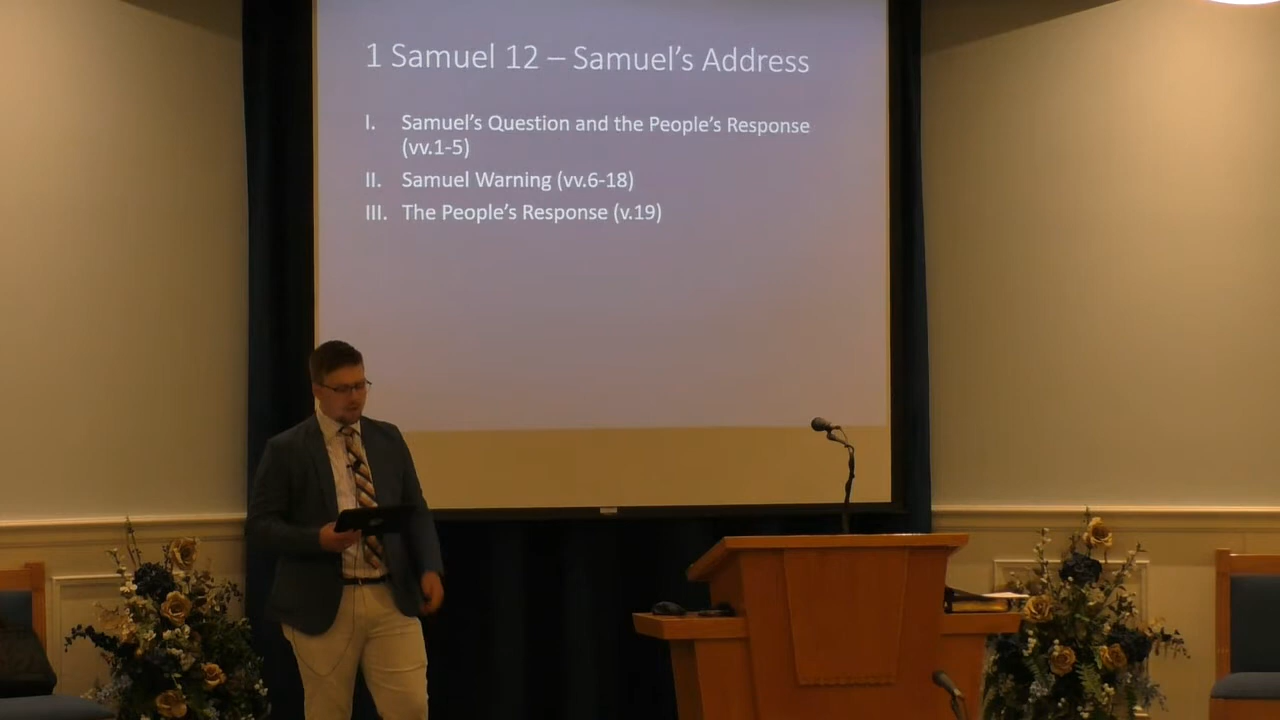 1 Samuel 12 – Samuel's Address
I. Samuel's Question and the People's Response
(vv.1-5)
II. Samuel Warning (vv.6-18)
III. The People's Response (v.19)